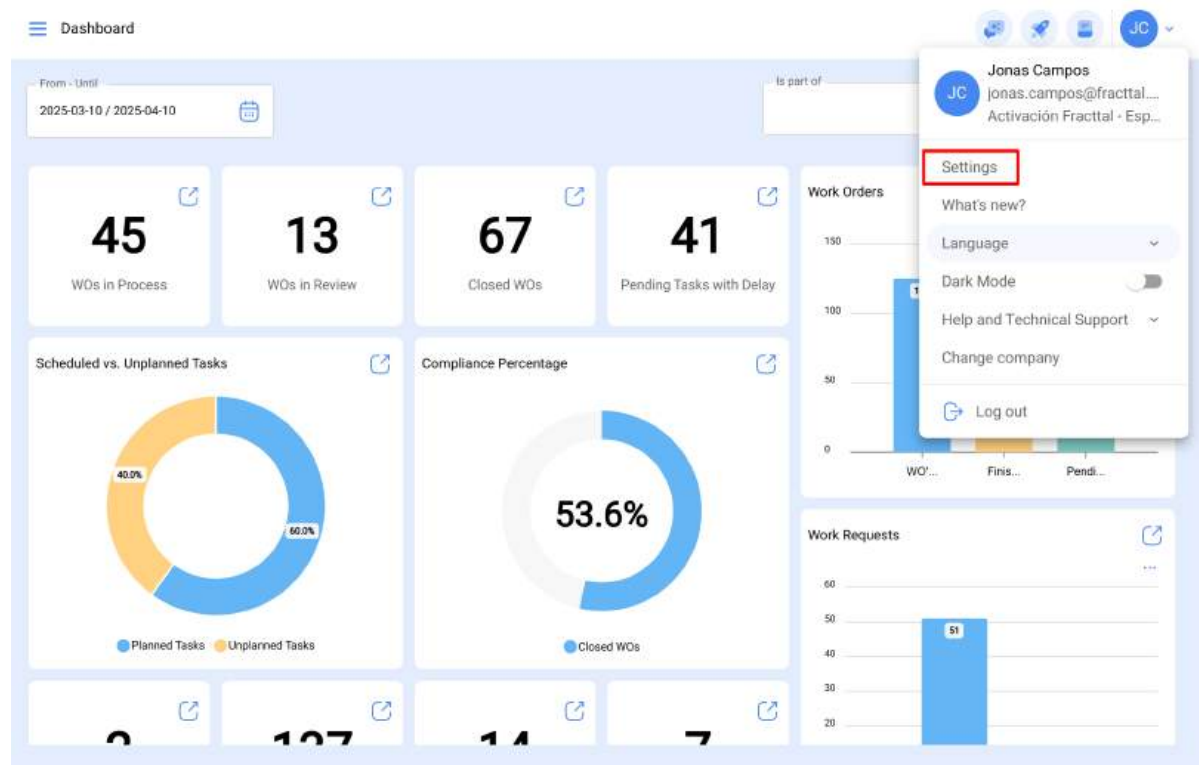 Dashboard
JC
Jonas Campos
jonas.campos@fracttal....
Activación Fracttal - Esp...
JC
Settings
What's new?
Language
Dark Mode
Help and Technical Support
Change company
Log out
From - Until
2025-03-10 / 2025-04-10
Is part of
45
WOs in Process
13
WOs in Review
67
Closed WOs
41
Pending Tasks with Delay
Work Orders
150
100
50
0
WO'...
Finis...
Pendi...
Scheduled vs. Unplanned Tasks
40.0%
60.0%
Planned Tasks
Unplanned Tasks
Compliance Percentage
53.6%
Closed WOs
Work Requests
...
60
50
40
30
20
51